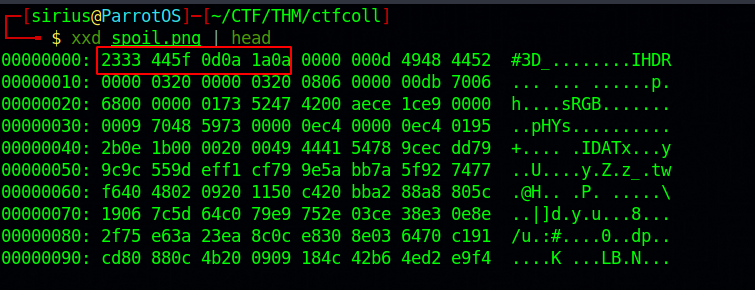 ┌─[sirius@ParrotOS]─[~/CTF/THM/ctfcoll]
└──╼ $ xxd spoil.png | head
00000000: 2333 445f 0d0a 1a0a 0000 000d 4948 4452  #3D_........IHDR
00000010: 0000 0320 0000 0320 0806 0000 00db 7006  ... ... ......p.
00000020: 6800 0000 0173 5247 4200 aece 1ce9 0000  h....sRGB.......
00000030: 0009 7048 5973 0000 0ec4 0000 0ec4 0195  ..pHYs..........
00000040: 2b0e 1b00 0020 0049 4441 5478 9cec dd79  +.... .IDATx...y
00000050: 9c9c 559d eff1 cf79 9e5a bb7a 5f92 7477  ..U....y.Z.z_.tw
00000060: f640 4802 0920 1150 c420 bba2 88a8 805c  .@H.. .P. .....\
00000070: 1906 7c5d 64c0 79e9 752e 03ce 38e3 0e8e  ..|]d.y.u...8...
00000080: 2f75 e63a 23ea 8c0c e830 8e03 6470 c191  /u.:#....0..dp..
00000090: cd80 880c 4b20 0909 184c 42b6 4ed2 e9f4  ....K ...LB.N...